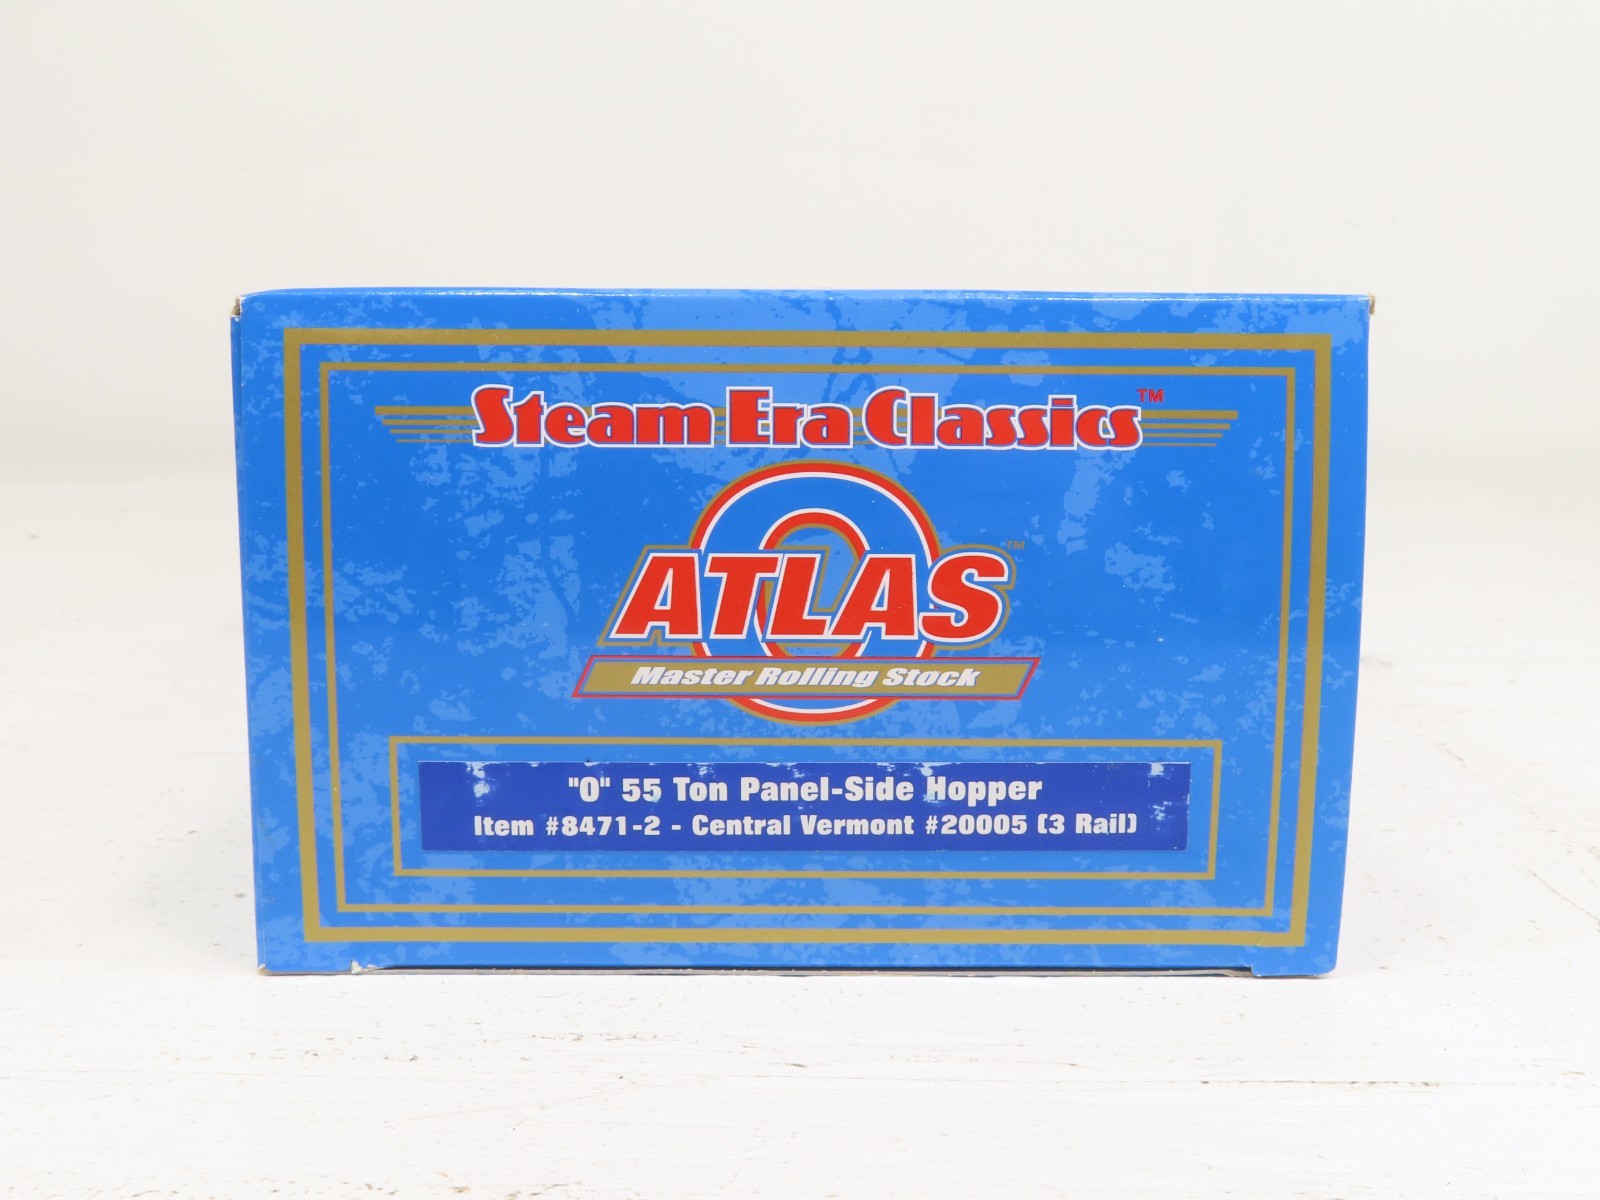 Steam Era Classics™
ATLAS™
O
Master Rolling Stock
"O" 55 Ton Panel-Side Hopper
Item #8471-2 - Central Vermont #20005 (3 Rail)